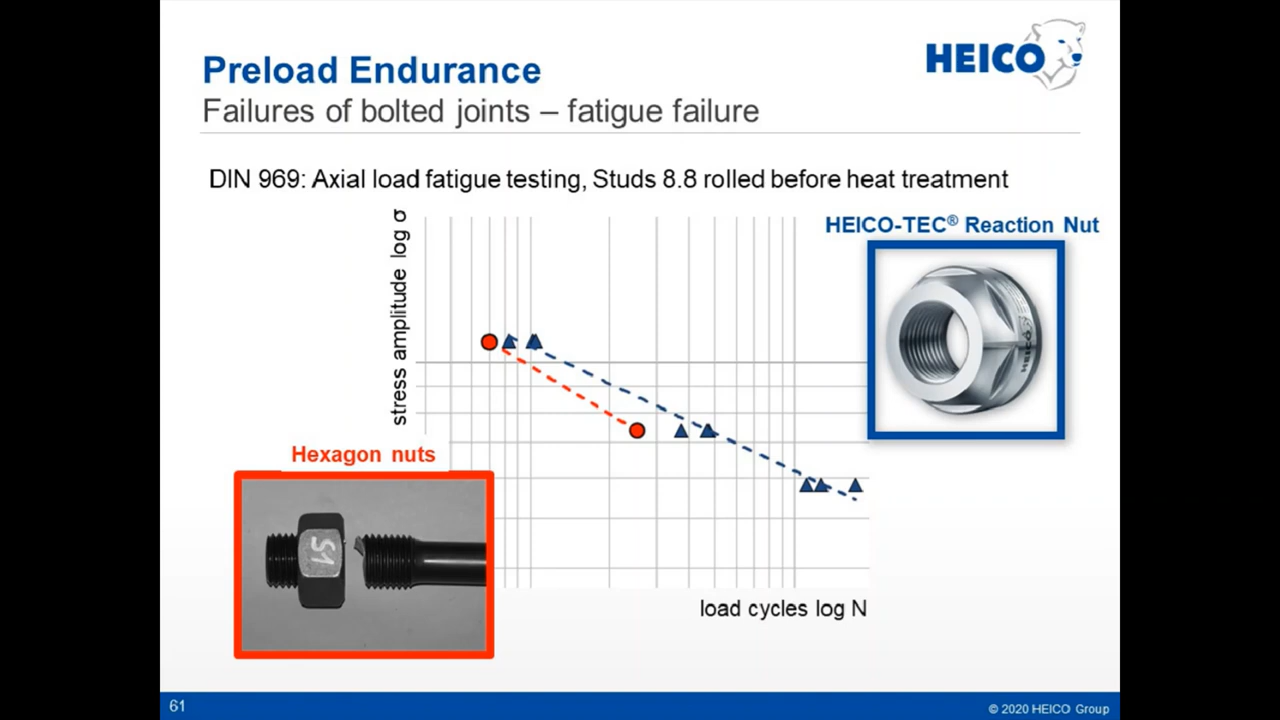 HEICO
Preload Endurance
Failures of bolted joints – fatigue failure
DIN 969: Axial load fatigue testing, Studs 8.8 rolled before heat treatment
stress amplitude log σ
HEICO-TEC® Reaction Nut
HEICO
Hexagon nuts
S1
load cycles log N
61
© 2020 HEICO Group